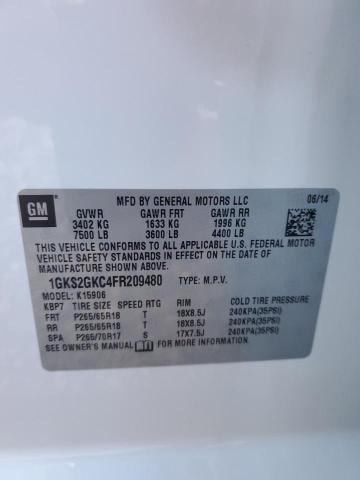 GM
MFD BY GENERAL MOTORS LLC 06/14
GVWR GAWR FRT GAWR RR
3402 KG 1633 KG 1996 KG
7500 LB 3600 LB 4400 LB
THIS VEHICLE CONFORMS TO ALL APPLICABLE U.S. FEDERAL MOTOR
VEHICLE SAFETY STANDARDS IN EFFECT ON THE DATE OF
MANUFACTURE SHOWN ABOVE.
1GKS2GKC4FR209480 TYPE: M.P.V.
MODEL: K15906
KBP7 TIRE SIZE SPEED RTG RIM COLD TIRE PRESSURE
FRT P265/65R18 T 18X8.5J 240KPA(35PSI)
RR P265/65R18 T 18X8.5J 240KPA(35PSI)
SPA P265/70R17 S 17X7.5J 240KPA(35PSI)
SEE OWNER'S MANUAL FOR MORE INFORMATION